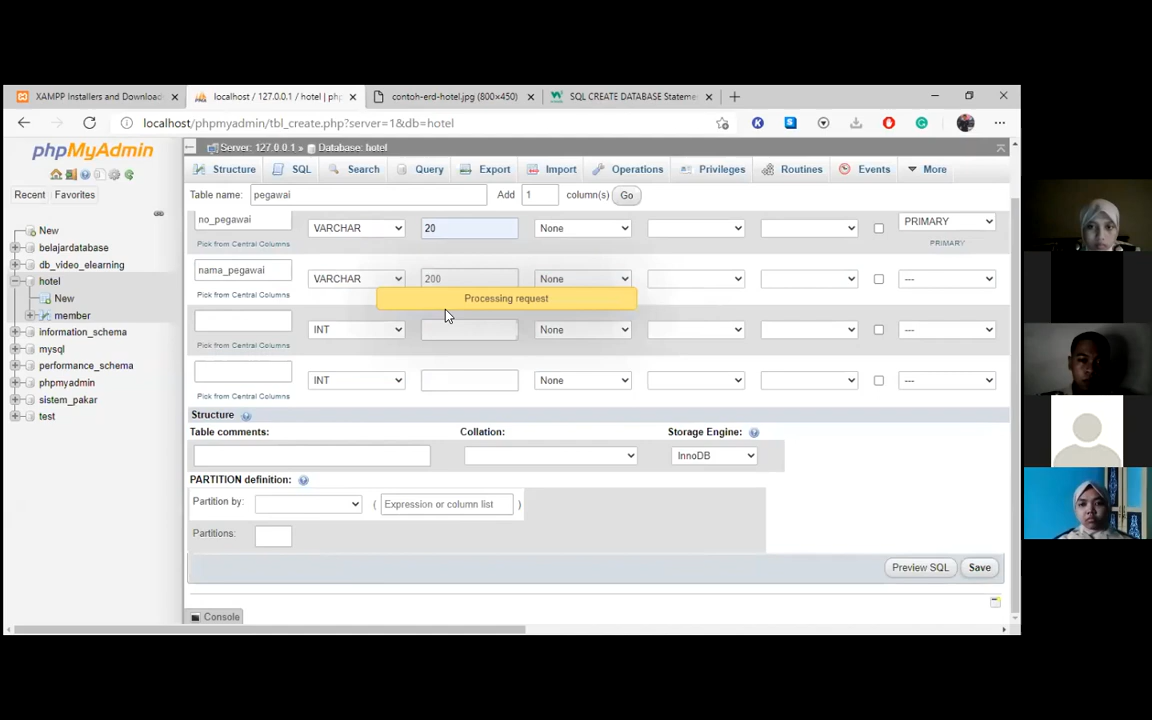 XAMPP Installers and Download
localhost / 127.0.0.1 / hotel | php
contoh-erd-hotel.jpg (800×450)
SQL CREATE DATABASE Stateme
localhost/phpmyadmin/tbl_create.php?server=1&db=hotel
phpMyAdmin
Recent
Favorites
New
belajardatabase
db_video_elearning
hotel
New
member
information_schema
mysql
performance_schema
phpmyadmin
sistem_pakar
test
Server: 127.0.0.1 » Database: hotel
Structure
SQL
Search
Query
Export
Import
Operations
Privileges
Routines
Events
More
Table name: pegawai Add 1 column(s) Go
no_pegawai VARCHAR 20 None PRIMARY
Pick from Central Columns PRIMARY
nama_pegawai VARCHAR 200 None ---
Pick from Central Columns
Processing request
INT None ---
Pick from Central Columns
INT None ---
Pick from Central Columns
Structure
Table comments: Collation: Storage Engine:
InnoDB
PARTITION definition:
Partition by: ( Expression or column list )
Partitions:
Preview SQL Save
Console